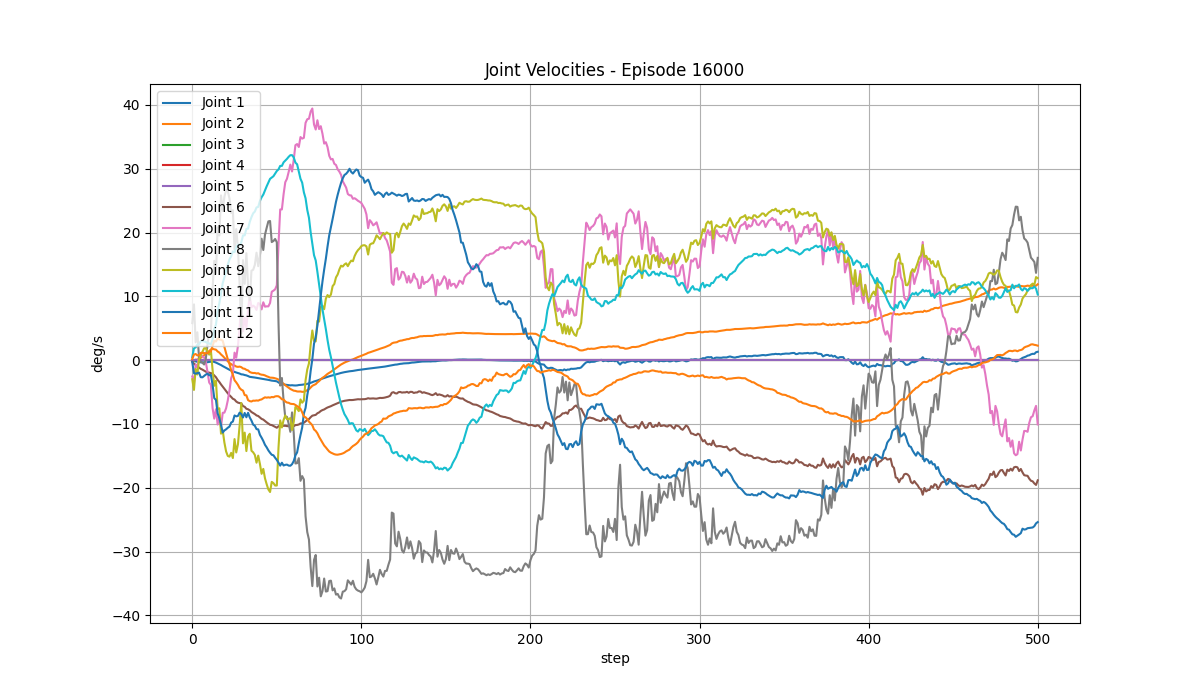 Joint Velocities - Episode 16000
40
30
20
10
0
−10
−20
−30
−40
deg/s
Joint 1
Joint 2
Joint 3
Joint 4
Joint 5
Joint 6
Joint 7
Joint 8
Joint 9
Joint 10
Joint 11
Joint 12
0 100 200 300 400 500
step